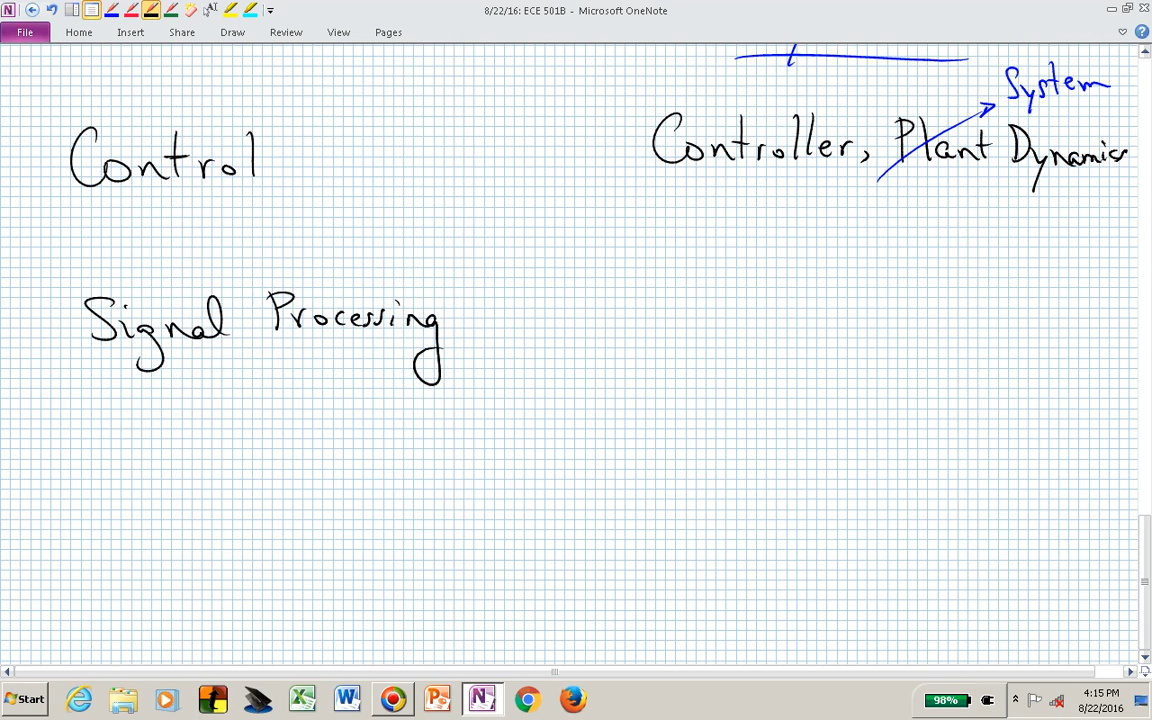 8/22/16: ECE 501B - Microsoft OneNote
File Home Insert Share Draw Review View Pages
System
Control
Controller, Plant Dynamics
Signal Processing
Start
98%
4:15 PM
8/22/2016